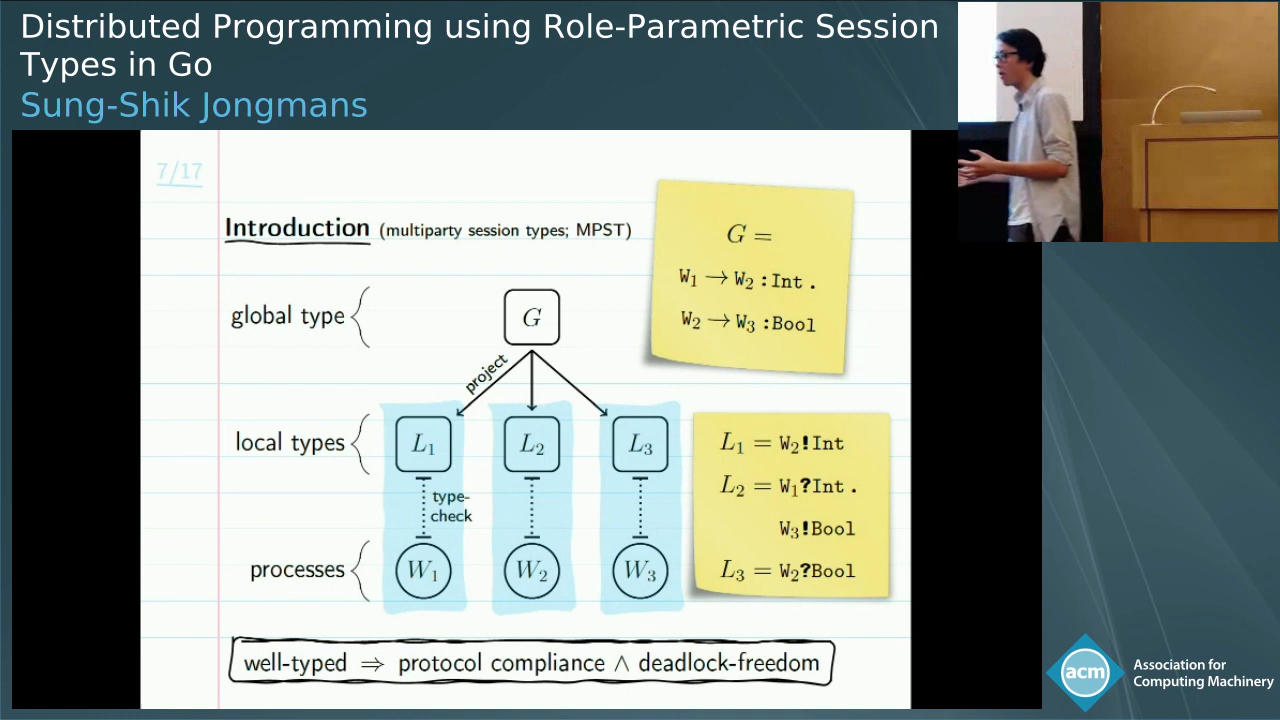 Distributed Programming using Role-Parametric Session
Types in Go
Sung-Shik Jongmans
7/17
Introduction (multiparty session types; MPST)
G =
W₁ → W₂ : Int .
W₂ → W₃ : Bool
global type
G
project
local types
L₁
L₂
L₃
L₁ = W₂!Int
L₂ = W₁?Int .
W₃!Bool
L₃ = W₂?Bool
type-
check
processes
W₁
W₂
W₃
well-typed ⇒ protocol compliance ∧ deadlock-freedom
acm
Association for
Computing Machinery